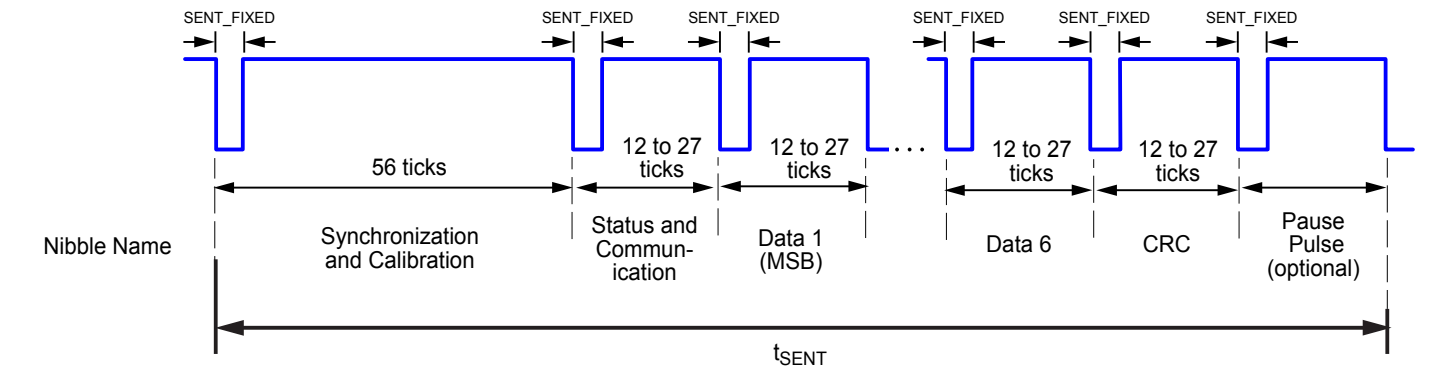 SENT_FIXED SENT_FIXED SENT_FIXED SENT_FIXED SENT_FIXED SENT_FIXED
56 ticks
12 to 27
ticks
12 to 27
ticks
. . .
12 to 27
ticks
12 to 27
ticks
Nibble Name
Synchronization
and Calibration
Status and
Commun-
ication
Data 1
(MSB)
Data 6
CRC
Pause
Pulse
(optional)
tSENT